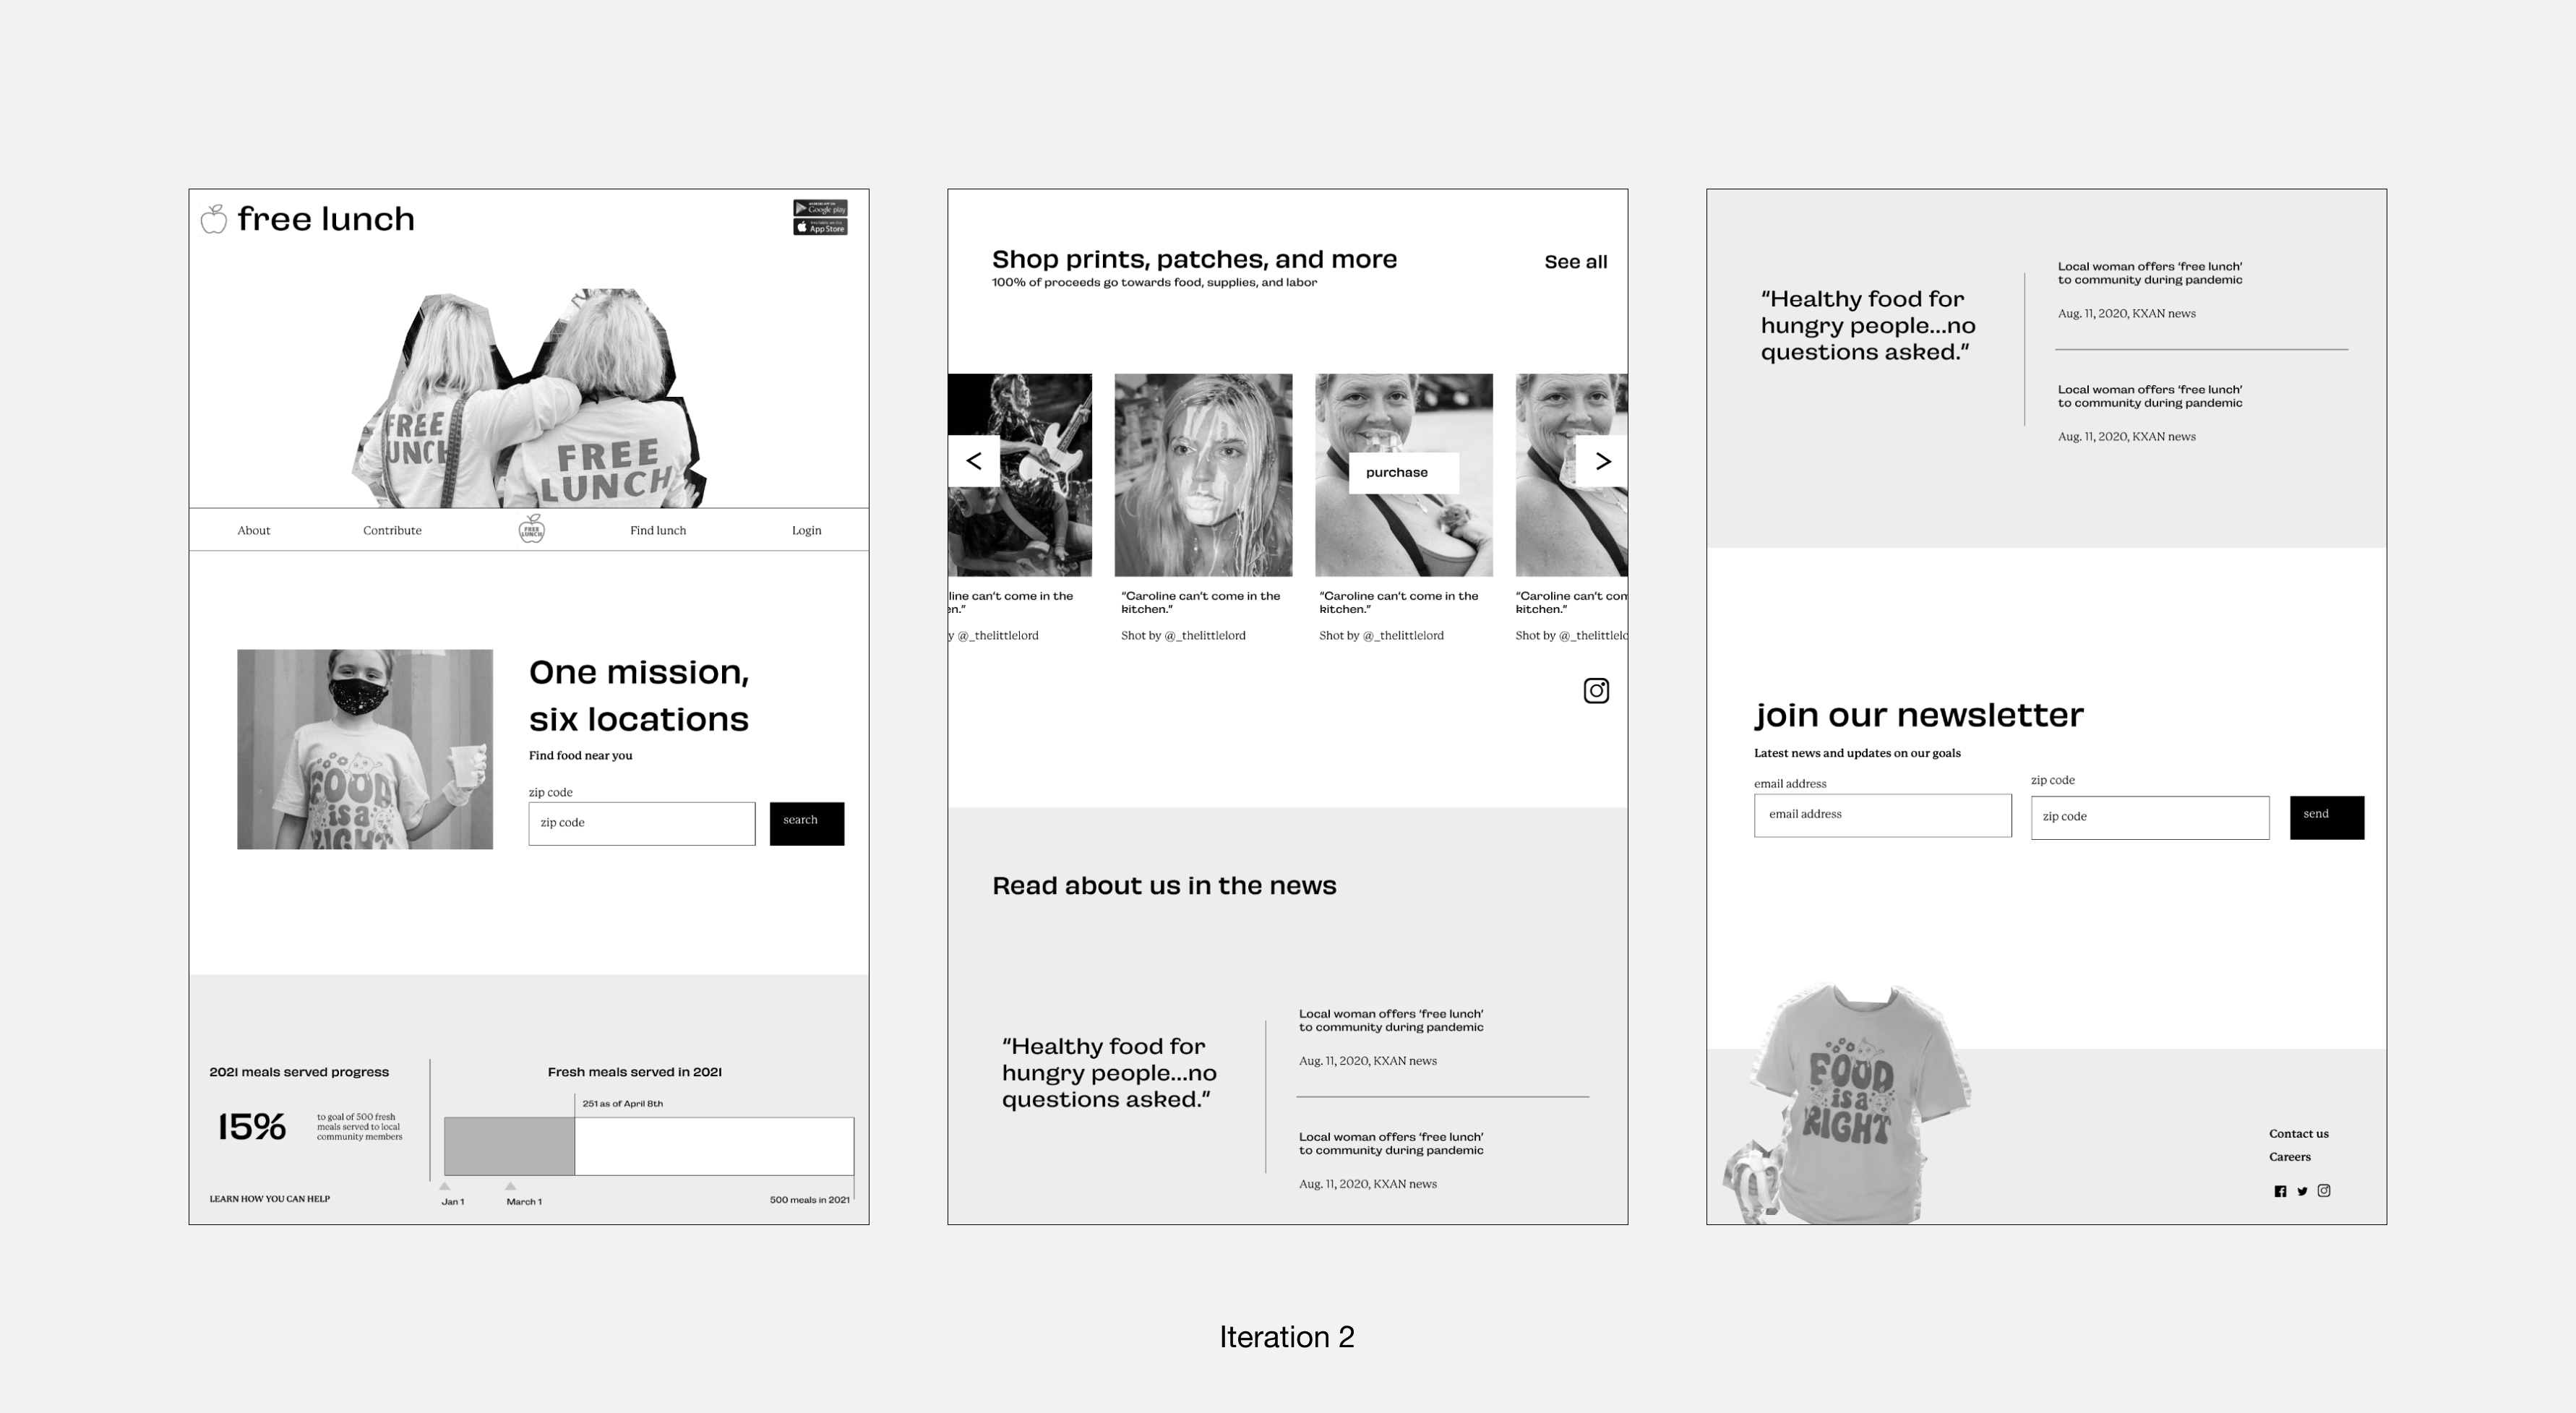 free lunch
Google play
App Store
FREE
UNCH
FREE
LUNCH
About
Contribute
FREE
LUNCH
Find lunch
Login
FOOD
is a
RIGHT
One mission,
six locations
Find food near you
zip code
zip code
search
2021 meals served progress
15%
to goal of 500 fresh
meals served to local
community members
LEARN HOW YOU CAN HELP
Fresh meals served in 2021
251 as of April 8th
Jan 1
March 1
500 meals in 2021
Shop prints, patches, and more
100% of proceeds go towards food, supplies, and labor
See all
<
purchase
>
line can't come in the
en."
y @_thelittlelord
"Caroline can't come in the
kitchen."
Shot by @_thelittlelord
"Caroline can't come in the
kitchen."
Shot by @_thelittlelord
"Caroline can't com
kitchen."
Shot by @_thelittlelo
Read about us in the news
"Healthy food for
hungry people...no
questions asked."
Local woman offers 'free lunch'
to community during pandemic
Aug. 11, 2020, KXAN news
Local woman offers 'free lunch'
to community during pandemic
Aug. 11, 2020, KXAN news
"Healthy food for
hungry people...no
questions asked."
Local woman offers 'free lunch'
to community during pandemic
Aug. 11, 2020, KXAN news
Local woman offers 'free lunch'
to community during pandemic
Aug. 11, 2020, KXAN news
join our newsletter
Latest news and updates on our goals
email address
email address
zip code
zip code
send
FOOD
is a
RIGHT
Contact us
Careers
Iteration 2